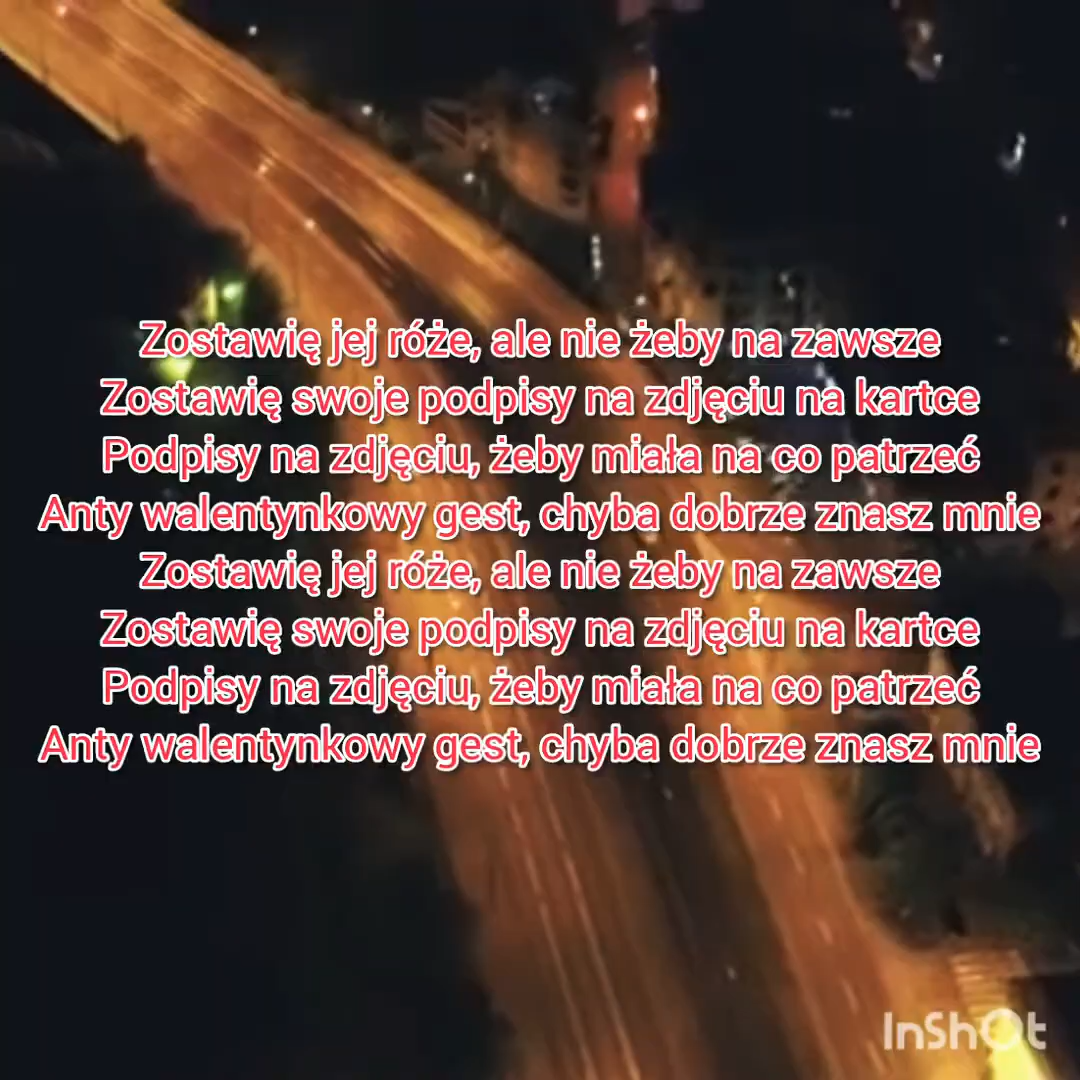 Zostawię jej róże, ale nie żeby na zawsze
Zostawię swoje podpisy na zdjęciu na kartce
Podpisy na zdjęciu, żeby miała na co patrzeć
Anty walentynkowy gest, chyba dobrze znasz mnie
Zostawię jej róże, ale nie żeby na zawsze
Zostawię swoje podpisy na zdjęciu na kartce
Podpisy na zdjęciu, żeby miała na co patrzeć
Anty walentynkowy gest, chyba dobrze znasz mnie
InShOt